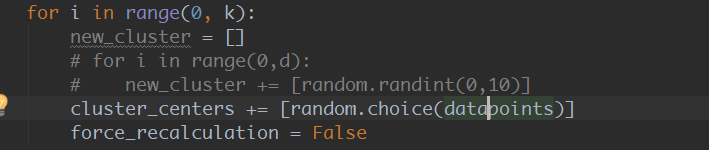 for i in range(0, k):
    new_cluster = []
    # for i in range(0,d):
    #    new_cluster += [random.randint(0,10)]
    cluster_centers += [random.choice(datapoints)]
    force_recalculation = False